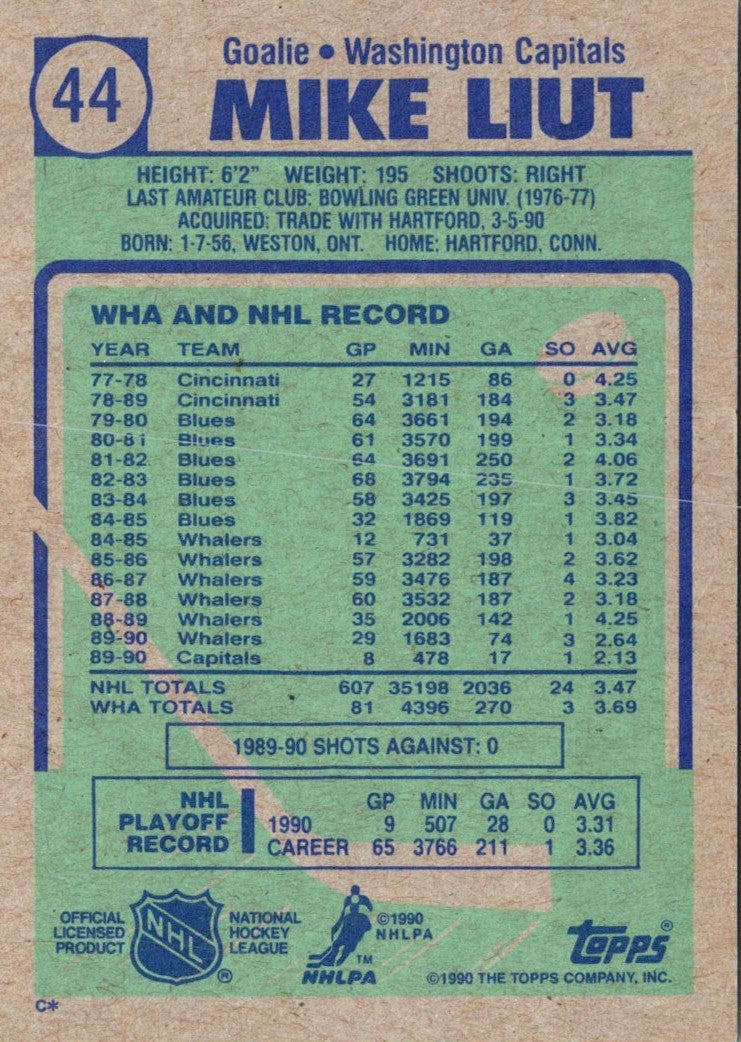 44
Goalie • Washington Capitals
MIKE LIUT
HEIGHT: 6'2" WEIGHT: 195 SHOOTS: RIGHT
LAST AMATEUR CLUB: BOWLING GREEN UNIV. (1976-77)
ACQUIRED: TRADE WITH HARTFORD, 3-5-90
BORN: 1-7-56, WESTON, ONT. HOME: HARTFORD, CONN.
WHA AND NHL RECORD
YEAR TEAM GP MIN GA SO AVG
77-78 Cincinnati 27 1215 86 0 4.25
78-89 Cincinnati 54 3181 184 3 3.47
79-80 Blues 64 3661 194 2 3.18
80-81 Blues 61 3570 199 1 3.34
81-82 Blues 64 3691 250 2 4.06
82-83 Blues 68 3794 235 1 3.72
83-84 Blues 58 3425 197 3 3.45
84-85 Blues 32 1869 119 1 3.82
84-85 Whalers 12 731 37 1 3.04
85-86 Whalers 57 3282 198 2 3.62
86-87 Whalers 59 3476 187 4 3.23
87-88 Whalers 60 3532 187 2 3.18
88-89 Whalers 35 2006 142 1 4.25
89-90 Whalers 29 1683 74 3 2.64
89-90 Capitals 8 478 17 1 2.13
NHL TOTALS 607 35198 2036 24 3.47
WHA TOTALS 81 4396 270 3 3.69
1989-90 SHOTS AGAINST: 0
NHL PLAYOFF RECORD
GP MIN GA SO AVG
1990 9 507 28 0 3.31
CAREER 65 3766 211 1 3.36
OFFICIAL
LICENSED
PRODUCT
NHL
®
NATIONAL
HOCKEY
LEAGUE
TM
NHLPA
©1990
NHLPA
Topps®
©1990 THE TOPPS COMPANY, INC.
C*